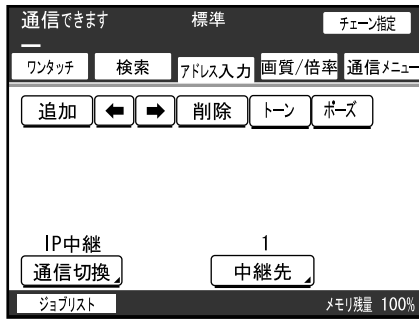 通信できます 標準 チェーン指定
ワンタッチ 検索 アドレス入力 画質/倍率 通信メニュー
追加 ← → 削除 トーン ポーズ
IP中継 1
通信切換 中継先
ジョブリスト メモリ残量 100%